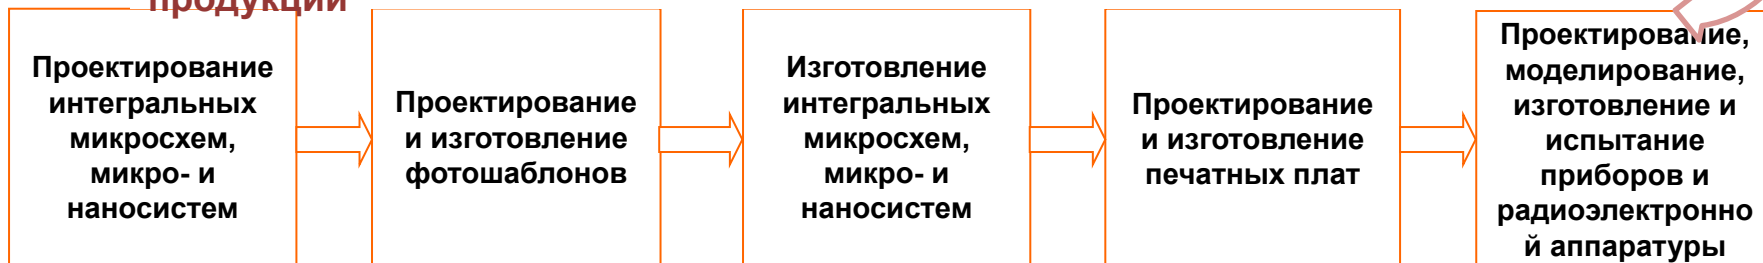 продукции
Проектирование
интегральных
микросхем,
микро- и
наносистем
Проектирование
и изготовление
фотошаблонов
Изготовление
интегральных
микросхем,
микро- и
наносистем
Проектирование
и изготовление
печатных плат
Проектирование,
моделирование,
изготовление и
испытание
приборов и
радиоэлектронно
й аппаратуры